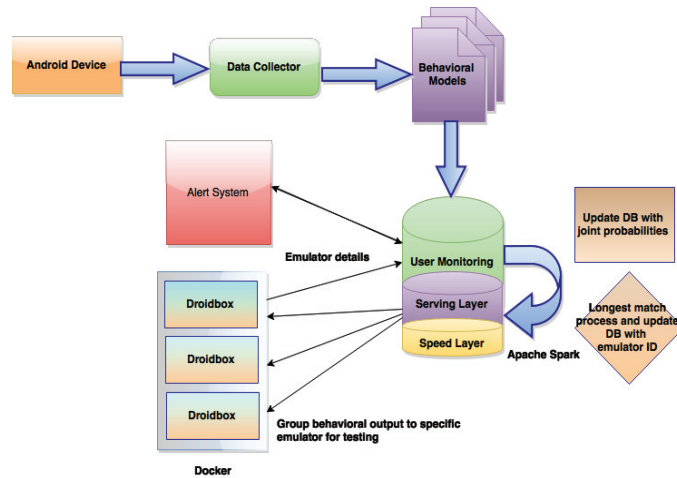 Android Device
Data Collector
Behavioral
Models
Alert System
Emulator details
User Monitoring
Serving Layer
Speed Layer
Apache Spark
Update DB with
joint probabilities
Longest match
process and update
DB with
emulator ID
Droidbox
Droidbox
Droidbox
Group behavioral output to specific
emulator for testing
Docker